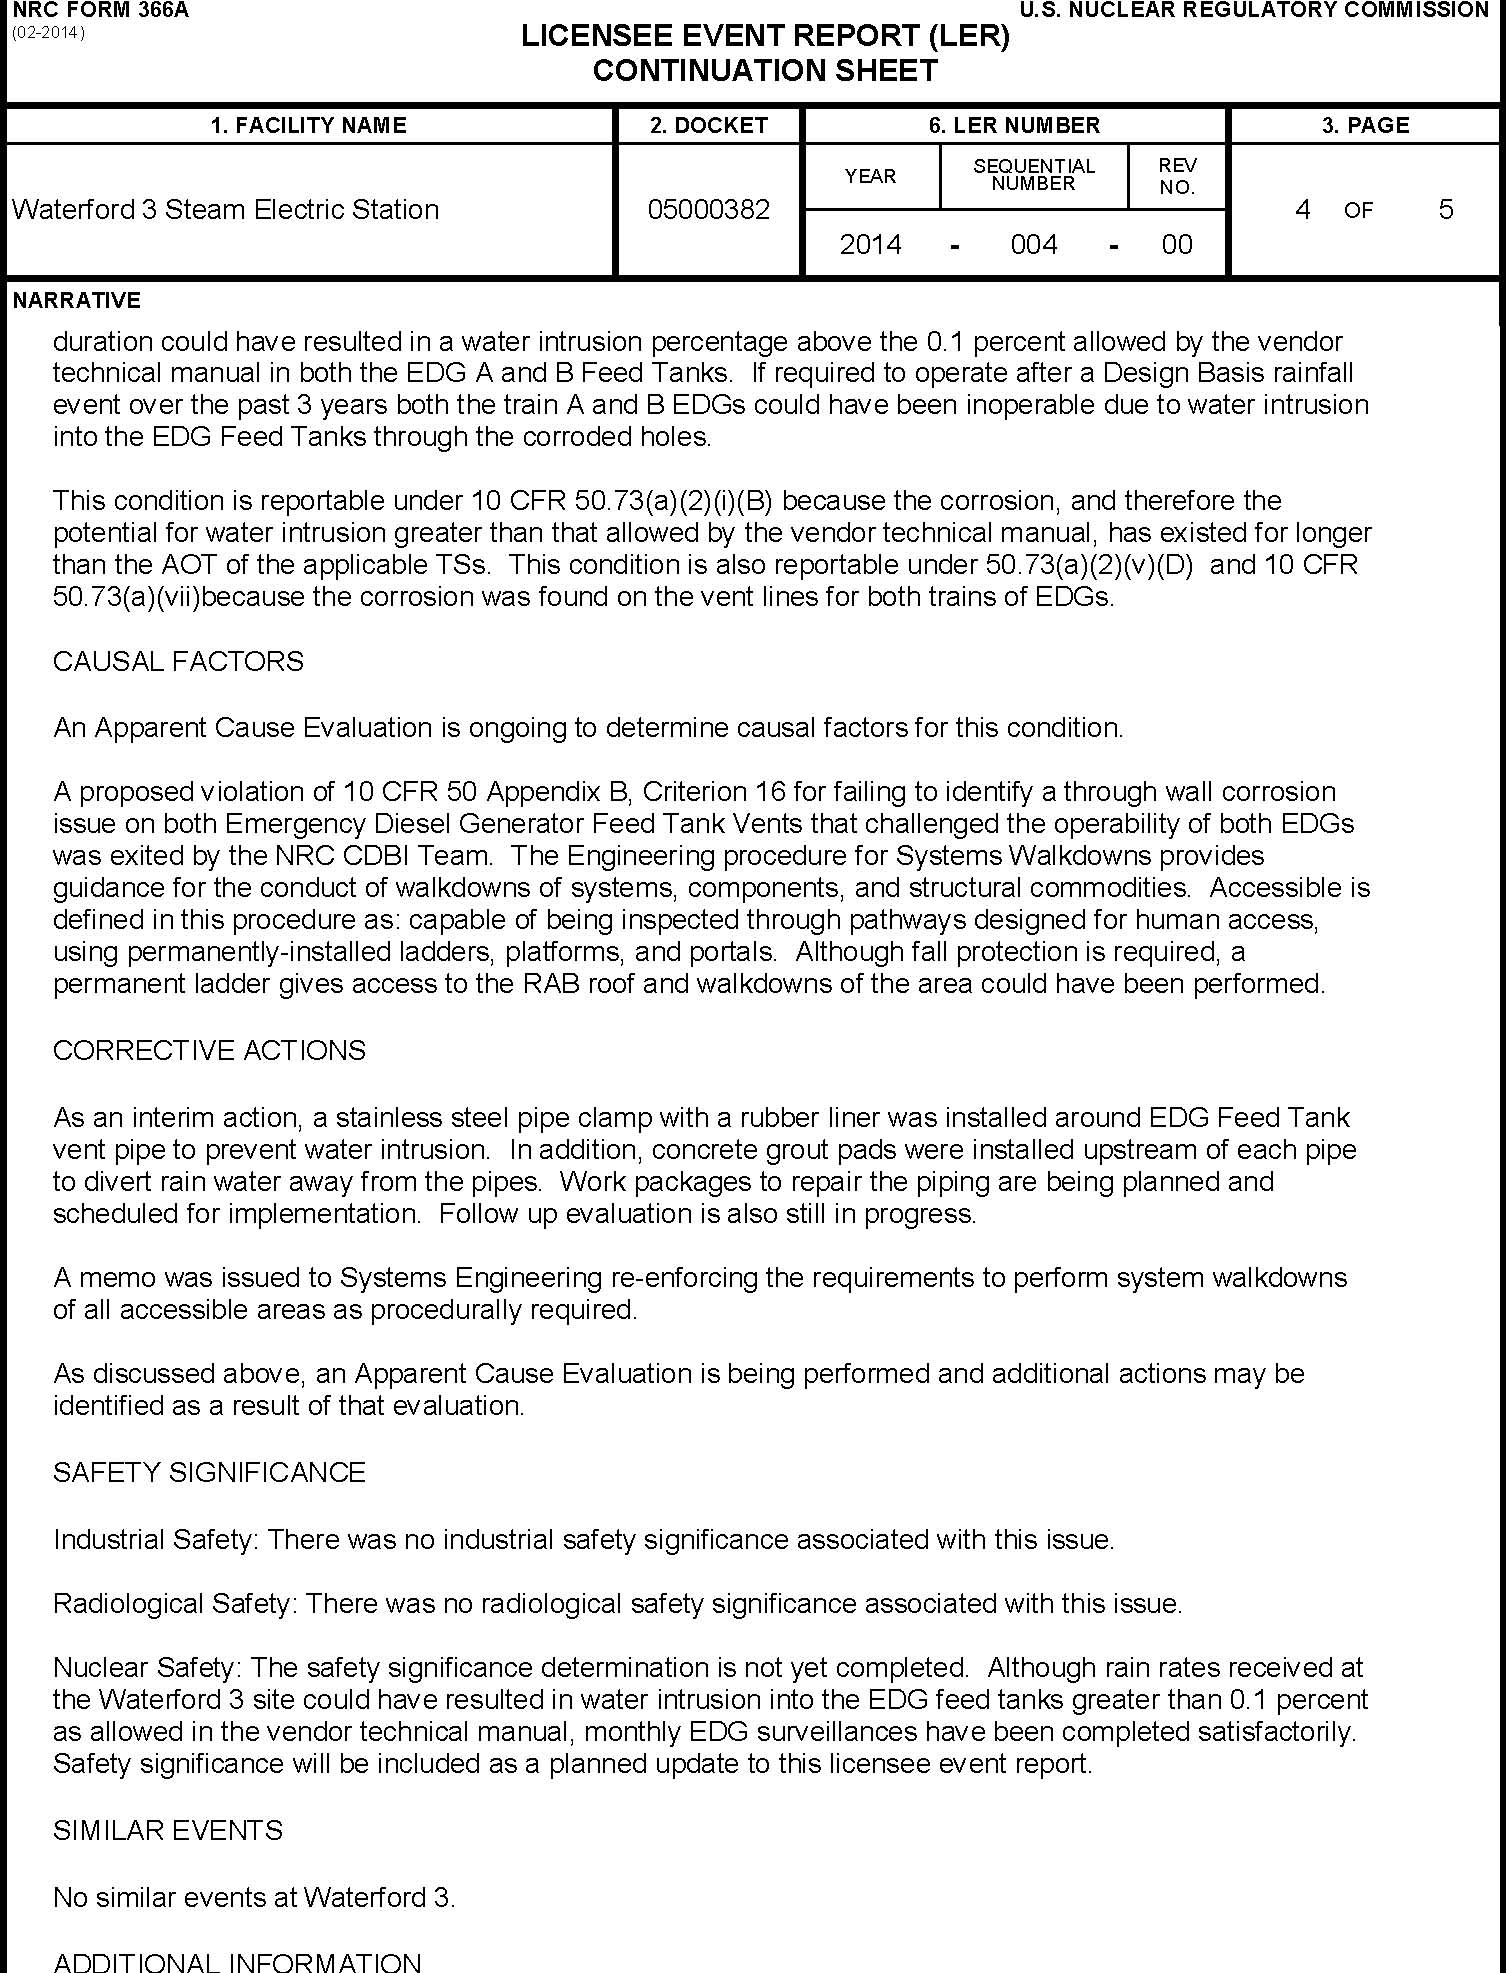 NRC FORM 366A
U.S. NUCLEAR REGULATORY COMMISSION
(02-2014)
LICENSEE EVENT REPORT (LER)
CONTINUATION SHEET
1. FACILITY NAME
2. DOCKET
6. LER NUMBER
3. PAGE
Waterford 3 Steam Electric Station
05000382
YEAR
SEQUENTIAL
NUMBER
REV
NO.
4 OF 5
2014 - 004 - 00
NARRATIVE
duration could have resulted in a water intrusion percentage above the 0.1 percent allowed by the vendor
technical manual in both the EDG A and B Feed Tanks. If required to operate after a Design Basis rainfall
event over the past 3 years both the train A and B EDGs could have been inoperable due to water intrusion
into the EDG Feed Tanks through the corroded holes.
This condition is reportable under 10 CFR 50.73(a)(2)(i)(B) because the corrosion, and therefore the
potential for water intrusion greater than that allowed by the vendor technical manual, has existed for longer
than the AOT of the applicable TSs. This condition is also reportable under 50.73(a)(2)(v)(D) and 10 CFR
50.73(a)(vii)because the corrosion was found on the vent lines for both trains of EDGs.
CAUSAL FACTORS
An Apparent Cause Evaluation is ongoing to determine causal factors for this condition.
A proposed violation of 10 CFR 50 Appendix B, Criterion 16 for failing to identify a through wall corrosion
issue on both Emergency Diesel Generator Feed Tank Vents that challenged the operability of both EDGs
was exited by the NRC CDBI Team. The Engineering procedure for Systems Walkdowns provides
guidance for the conduct of walkdowns of systems, components, and structural commodities. Accessible is
defined in this procedure as: capable of being inspected through pathways designed for human access,
using permanently-installed ladders, platforms, and portals. Although fall protection is required, a
permanent ladder gives access to the RAB roof and walkdowns of the area could have been performed.
CORRECTIVE ACTIONS
As an interim action, a stainless steel pipe clamp with a rubber liner was installed around EDG Feed Tank
vent pipe to prevent water intrusion. In addition, concrete grout pads were installed upstream of each pipe
to divert rain water away from the pipes. Work packages to repair the piping are being planned and
scheduled for implementation. Follow up evaluation is also still in progress.
A memo was issued to Systems Engineering re-enforcing the requirements to perform system walkdowns
of all accessible areas as procedurally required.
As discussed above, an Apparent Cause Evaluation is being performed and additional actions may be
identified as a result of that evaluation.
SAFETY SIGNIFICANCE
Industrial Safety: There was no industrial safety significance associated with this issue.
Radiological Safety: There was no radiological safety significance associated with this issue.
Nuclear Safety: The safety significance determination is not yet completed. Although rain rates received at
the Waterford 3 site could have resulted in water intrusion into the EDG feed tanks greater than 0.1 percent
as allowed in the vendor technical manual, monthly EDG surveillances have been completed satisfactorily.
Safety significance will be included as a planned update to this licensee event report.
SIMILAR EVENTS
No similar events at Waterford 3.
ADDITIONAL INFORMATION